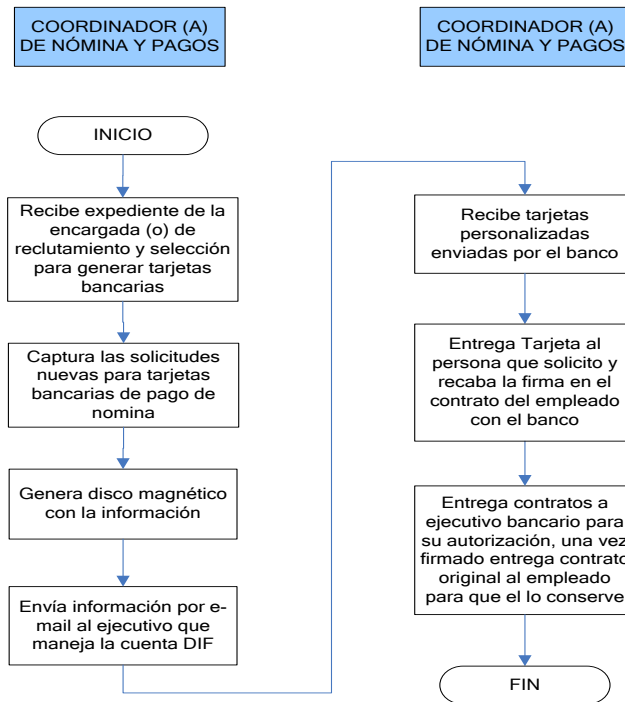 COORDINADOR (A)
DE NÓMINA Y PAGOS
INICIO
Recibe expediente de la
encargada (o) de
reclutamiento y selección
para generar tarjetas
bancarias
Captura las solicitudes
nuevas para tarjetas
bancarias de pago de
nomina
Genera disco magnético
con la información
Envía información por e-
mail al ejecutivo que
maneja la cuenta DIF
COORDINADOR (A)
DE NÓMINA Y PAGOS
Recibe tarjetas
personalizadas
enviadas por el banco
Entrega Tarjeta al
persona que solicito y
recaba la firma en el
contrato del empleado
con el banco
Entrega contratos a
ejecutivo bancario para
su autorización, una vez
firmado entrega contrato
original al empleado
para que el lo conserve
FIN